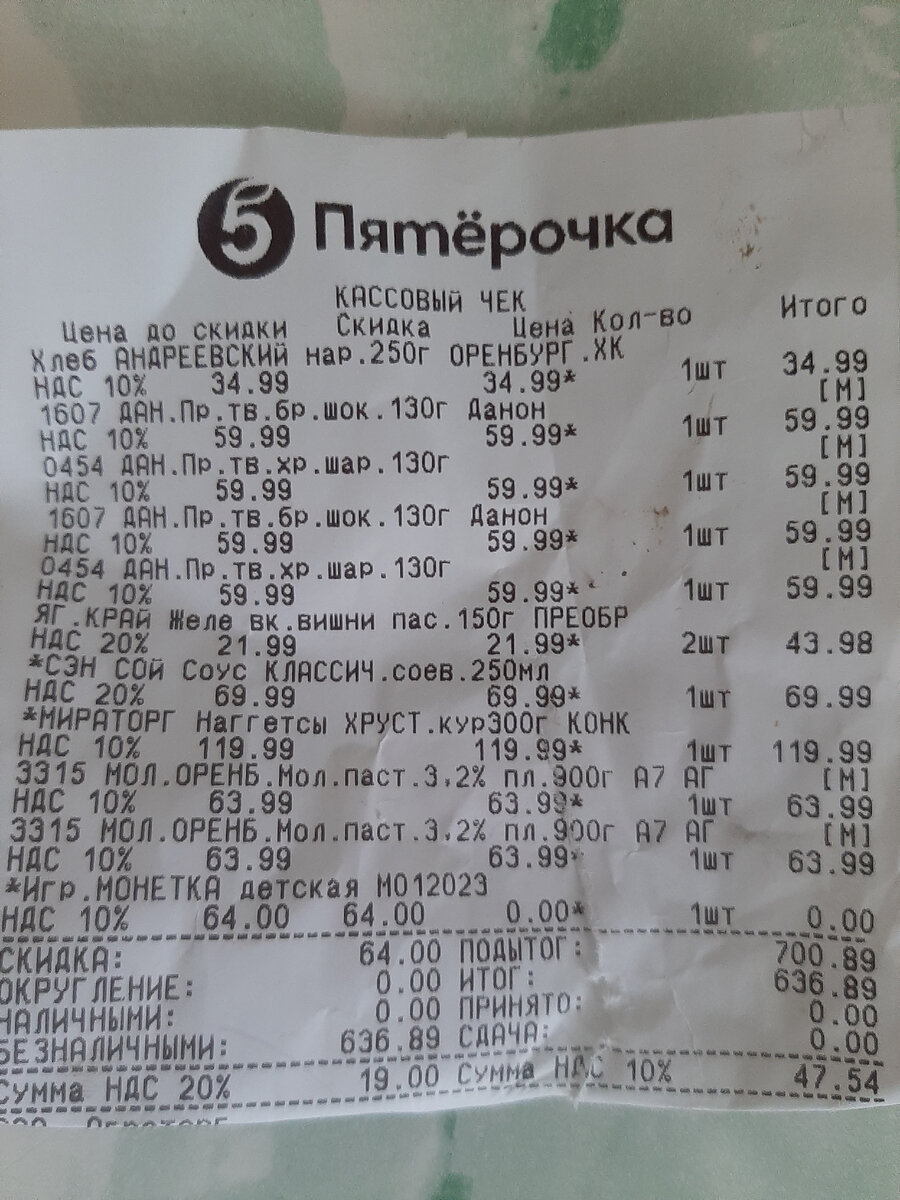 5 Пятёрочка
КАССОВЫЙ ЧЕК
Цена до скидки Скидка Цена Кол-во Итого
Хлеб АНДРЕЕВСКИЙ нар.250г ОРЕНБУРГ.ХК
НДС 10% 34.99 34.99* 1шт 34.99
[М]
1607 ДАН.Пр.тв.бр.шок.130г Данон
НДС 10% 59.99 59.99* 1шт 59.99
[М]
0454 ДАН.Пр.тв.хр.шар.130г
НДС 10% 59.99 59.99* 1шт 59.99
[М]
1607 ДАН.Пр.тв.бр.шок.130г Данон
НДС 10% 59.99 59.99* 1шт 59.99
[М]
0454 ДАН.Пр.тв.хр.шар.130г
НДС 10% 59.99 59.99* 1шт 59.99
ЯГ.КРАЙ Желе вк.вишни пас.150г ПРЕОБР
НДС 20% 21.99 21.99* 2шт 43.98
*СЭН СОЙ Соус КЛАССИЧ.соев.250мл
НДС 20% 69.99 69.99* 1шт 69.99
*МИРАТОРГ Наггетсы ХРУСТ.кур300г КОНК
НДС 10% 119.99 119.99* 1шт 119.99
3315 МОЛ.ОРЕНБ.Мол.паст.3,2% пл.900г А7 АГ [М]
НДС 10% 63.99 63.99* 1шт 63.99
3315 МОЛ.ОРЕНБ.Мол.паст.3,2% пл.900г А7 АГ [М]
НДС 10% 63.99 63.99* 1шт 63.99
*Игр.МОНЕТКА детская М012023
НДС 10% 64.00 64.00 0.00* 1шт 0.00
СКИДКА: 64.00 ПОДЫТОГ: 700.89
ОКРУГЛЕНИЕ: 0.00 ИТОГ: 636.89
НАЛИЧНЫМИ: 0.00 ПРИНЯТО: 0.00
БЕЗНАЛИЧНЫМИ: 636.89 СДАЧА: 0.00
Сумма НДС 20% 19.00 Сумма НДС 10% 47.54